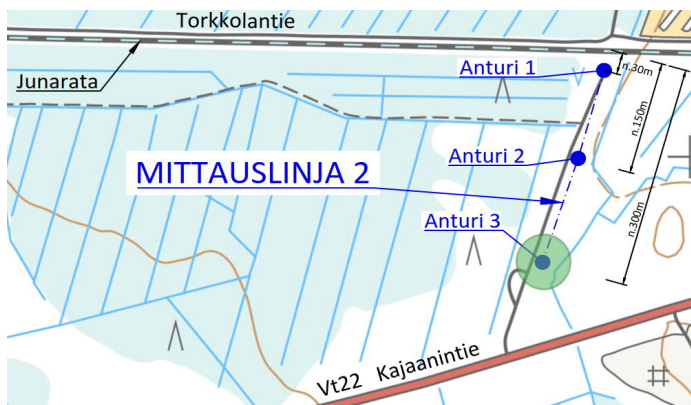 Torkkolantie
Junarata
Anturi 1
n.30m
n.150m
Anturi 2
MITTAUSLINJA 2
n.300m
Anturi 3
Vt22 Kajaanintie